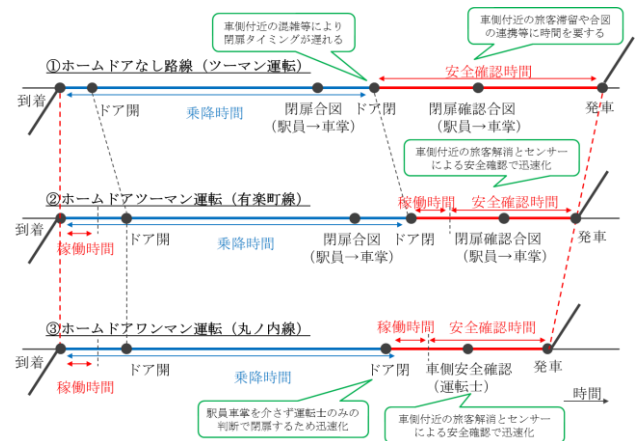 車側付近の混雑等により
閉扉タイミングが遅れる
車側付近の旅客滞留や合図
の連携等に時間を要する
①ホームドアなし路線（ツーマン運転）
安全確認時間
到着
ドア開
乗降時間
閉扉合図
（駅員→車掌）
ドア閉
閉扉確認合図
（駅員→車掌）
発車
車側付近の旅客解消とセンサー
による安全確認で迅速化
②ホームドアツーマン運転（有楽町線）
稼働時間
安全確認時間
到着
稼働時間
ドア開
乗降時間
閉扉合図
（駅員→車掌）
ドア閉
閉扉確認合図
（駅員→車掌）
発車
③ホームドアワンマン運転（丸ノ内線）
稼働時間
安全確認時間
到着
稼働時間
ドア開
乗降時間
ドア閉
車側安全確認
（運転士）
発車
時間
駅員車掌を介さず運転士のみの
判断で閉扉するため迅速化
車側付近の旅客解消とセンサー
による安全確認で迅速化